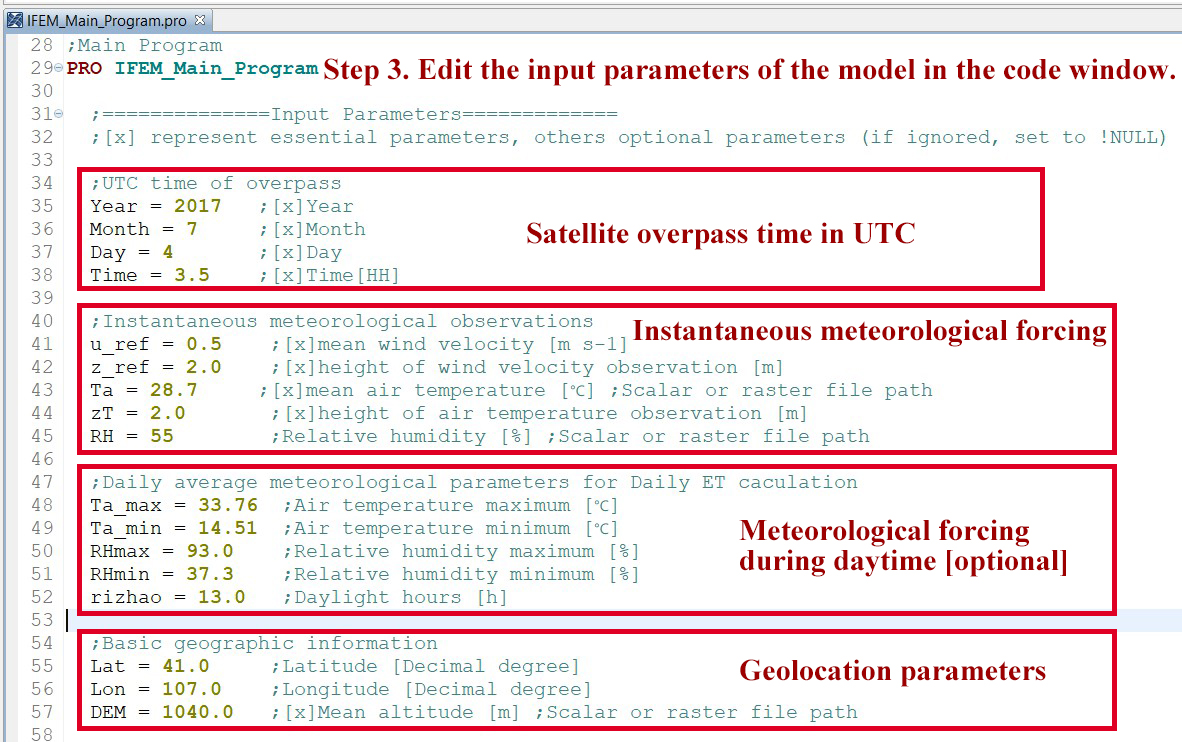 IFEM_Main_Program.pro
28 ;Main Program
29 PRO IFEM_Main_Program Step 3. Edit the input parameters of the model in the code window.
30
31 ;==============Input Parameters=============
32 ;[x] represent essential parameters, others optional parameters (if ignored, set to !NULL)
33
34 ;UTC time of overpass
35 Year = 2017 ;[x]Year
36 Month = 7 ;[x]Month
Satellite overpass time in UTC
37 Day = 4 ;[x]Day
38 Time = 3.5 ;[x]Time[HH]
39
40 ;Instantaneous meteorological observations
Instantaneous meteorological forcing
41 u_ref = 0.5 ;[x]mean wind velocity [m s-1]
42 z_ref = 2.0 ;[x]height of wind velocity observation [m]
43 Ta = 28.7 ;[x]mean air temperature [℃] ;Scalar or raster file path
44 zT = 2.0 ;[x]height of air temperature observation [m]
45 RH = 55 ;Relative humidity [%] ;Scalar or raster file path
46
47 ;Daily average meteorological parameters for Daily ET caculation
48 Ta_max = 33.76 ;Air temperature maximum [℃]
49 Ta_min = 14.51 ;Air temperature minimum [℃]
Meteorological forcing
50 RHmax = 93.0 ;Relative humidity maximum [%]
during daytime [optional]
51 RHmin = 37.3 ;Relative humidity minimum [%]
52 rizhao = 13.0 ;Daylight hours [h]
53
54 ;Basic geographic information
55 Lat = 41.0 ;Latitude [Decimal degree]
Geolocation parameters
56 Lon = 107.0 ;Longitude [Decimal degree]
57 DEM = 1040.0 ;[x]Mean altitude [m] ;Scalar or raster file path
58